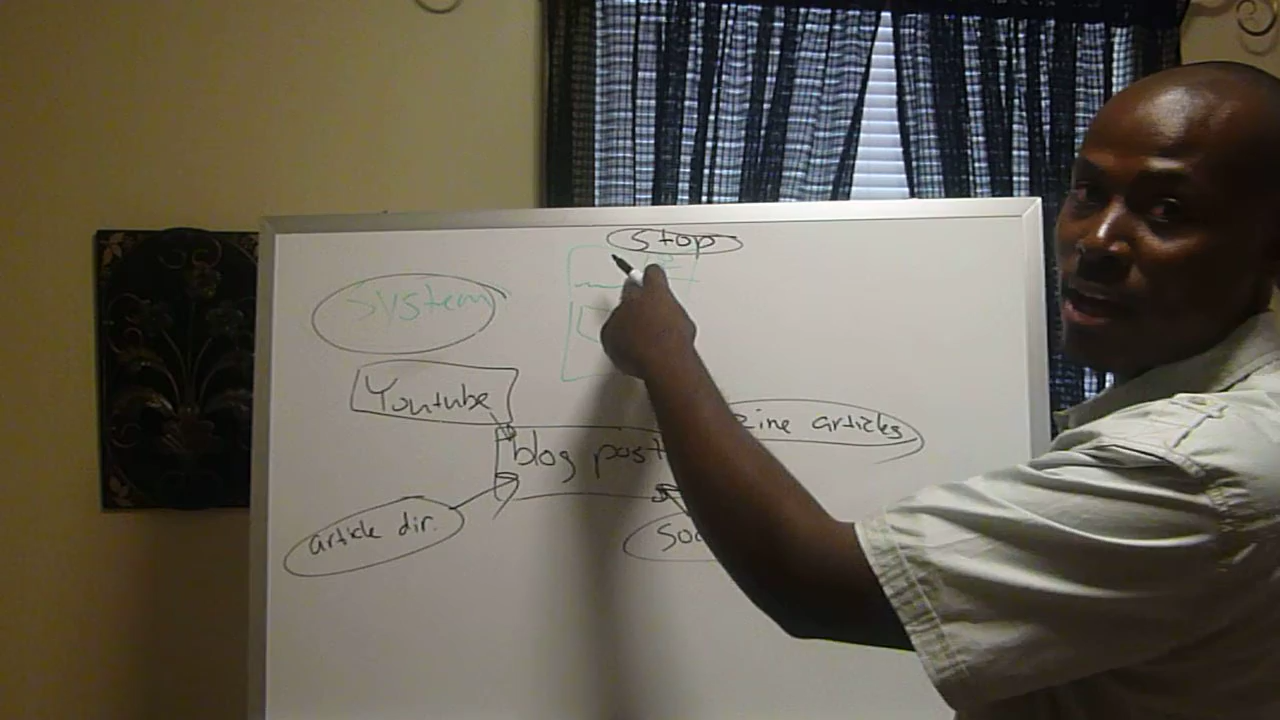 stop
system
Youtube
zine articles
blog post
article dir.